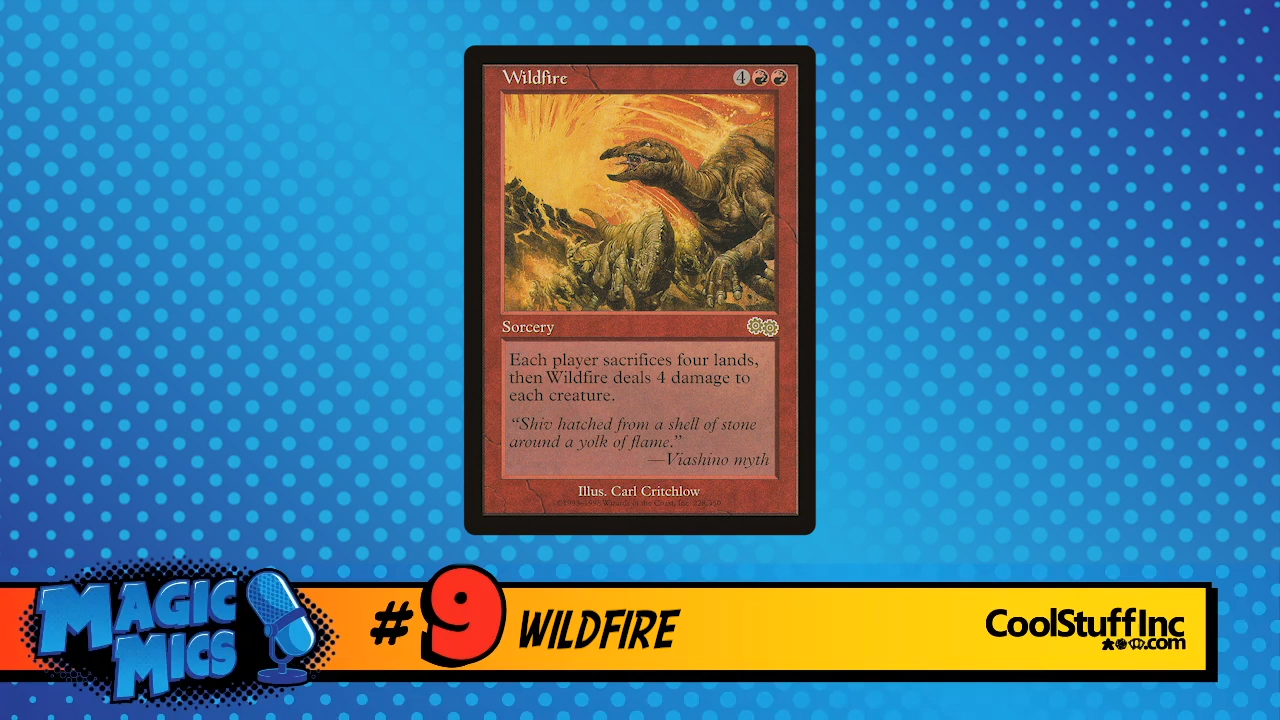 Wildfire 4
Sorcery
Each player sacrifices four lands,
then Wildfire deals 4 damage to
each creature.
“Shiv hatched from a shell of stone
around a yolk of flame.”
—Viashino myth
Illus. Carl Critchlow
MAGIC
MICS
#9 WILDFIRE
CoolStuffInc
.com